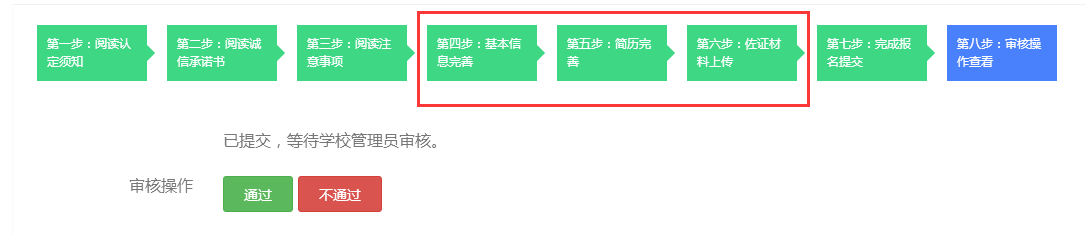 第一步：阅读认
定须知
第二步：阅读诚
信承诺书
第三步：阅读注
意事项
第四步：基本信
息完善
第五步：简历完
善
第六步：佐证材
料上传
第七步：完成报
名提交
第八步：审核操
作查看
已提交，等待学校管理员审核。
审核操作
通过
不通过